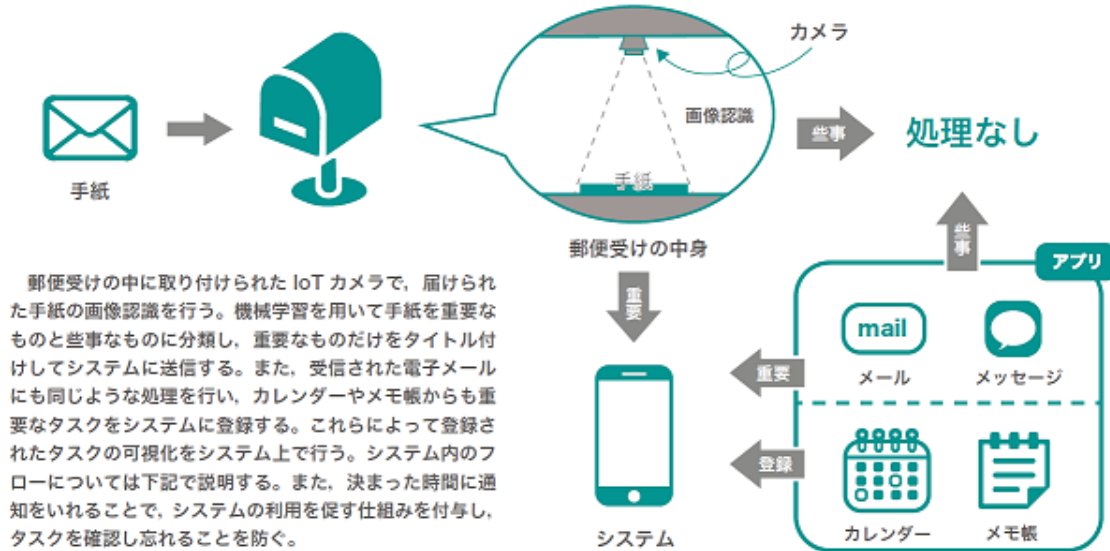 カメラ
画像認識
手紙
手紙
郵便受けの中身
些事
処理なし
些事
重要
アプリ
mail
メール
メッセージ
重要
登録
カレンダー
メモ帳
システム
郵便受けの中に取り付けられた IoT カメラで，届けられ
た手紙の画像認識を行う。機械学習を用いて手紙を重要な
ものと些事なものに分類し，重要なものだけをタイトル付
けしてシステムに送信する。また，受信された電子メール
にも同じような処理を行い，カレンダーやメモ帳からも重
要なタスクをシステムに登録する。これらによって登録さ
れたタスクの可視化をシステム上で行う。システム内のフ
ローについては下記で説明する。また，決まった時間に通
知をいれることで，システムの利用を促す仕組みを付与し，
タスクを確認し忘れることを防ぐ。